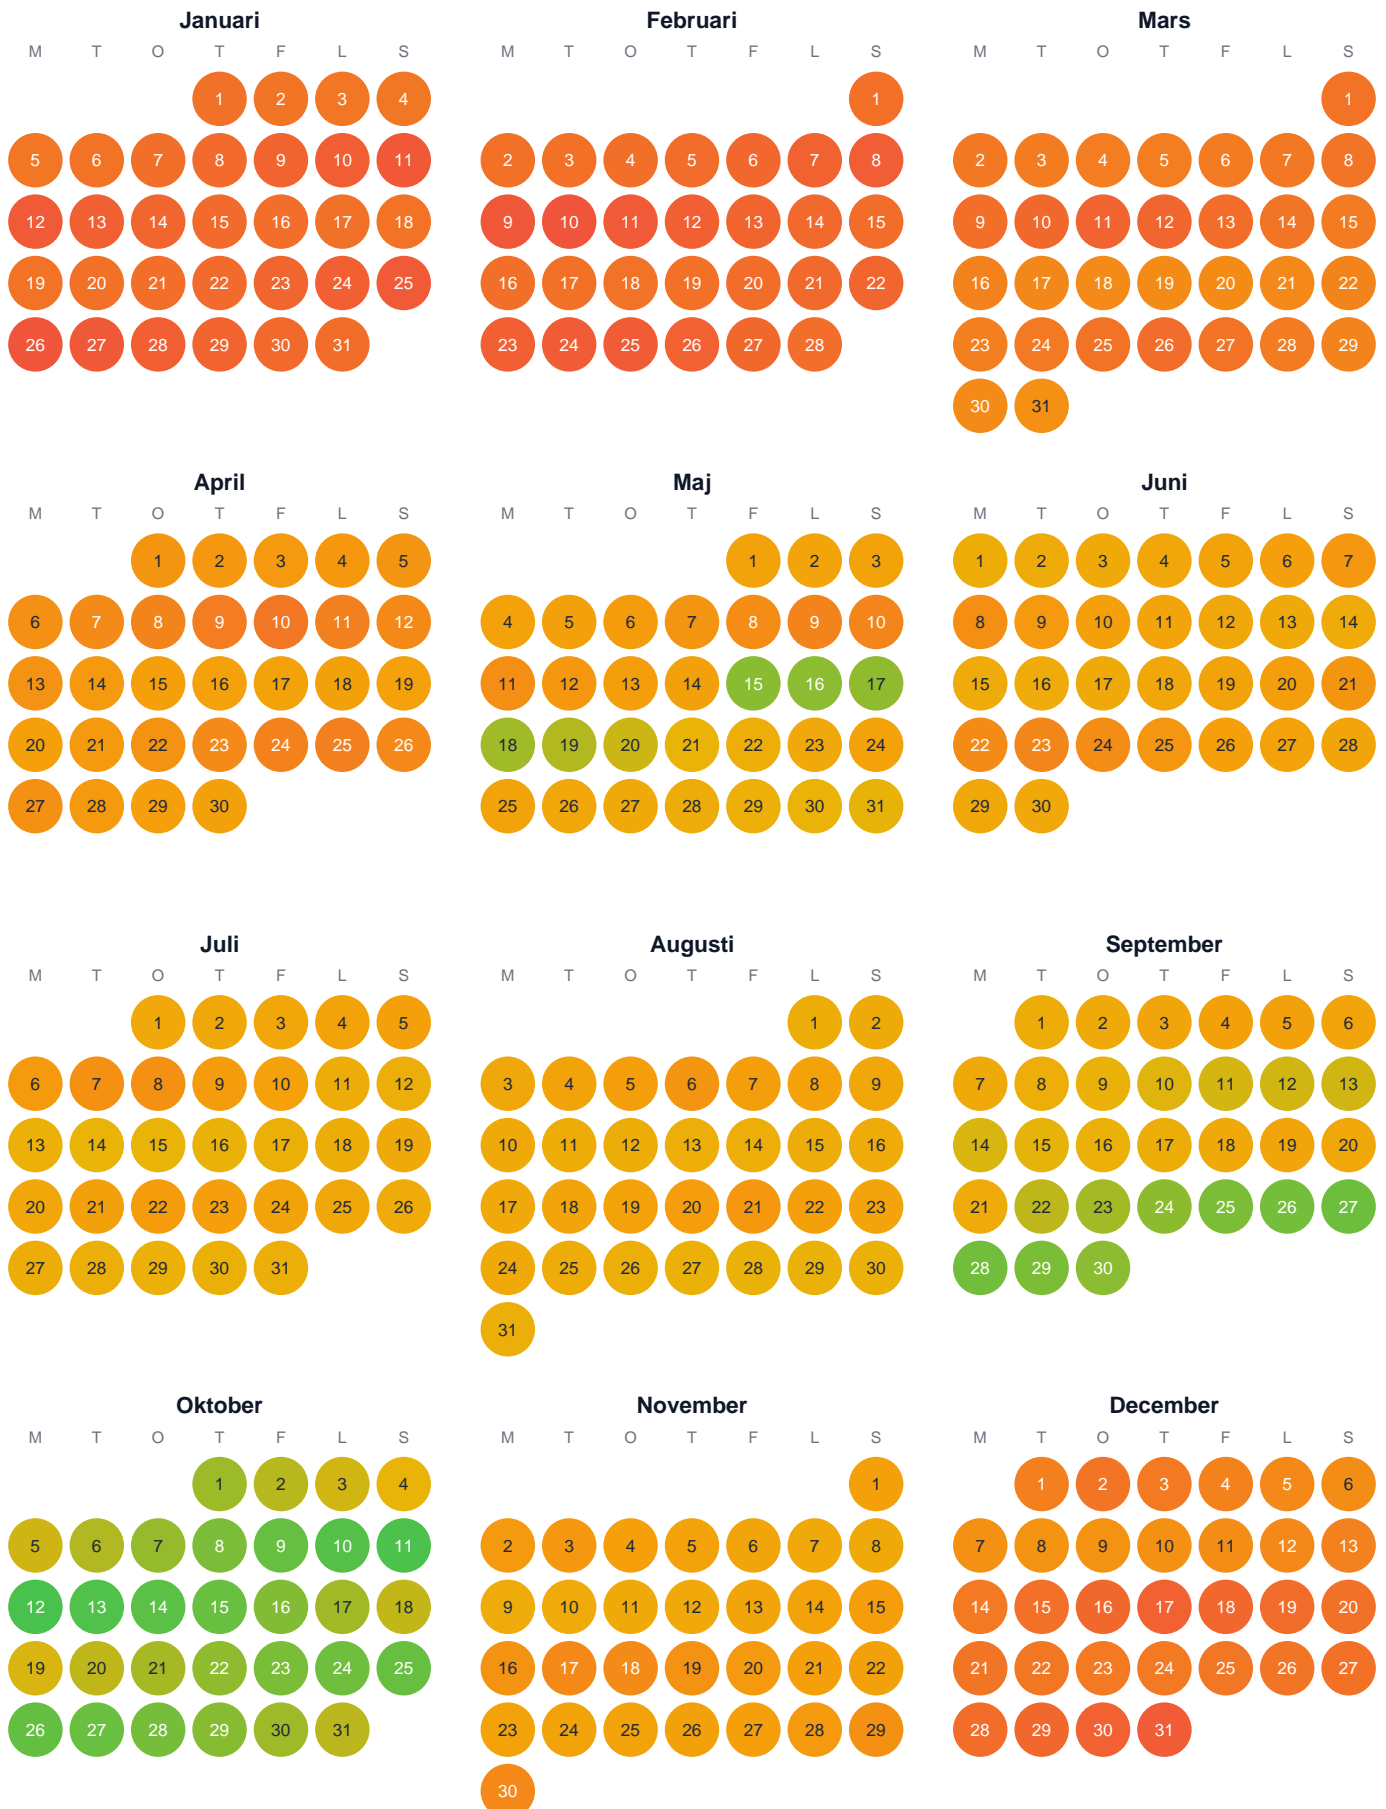 Januari Februari Mars
M T O T F L S M T O T F L S M T O T F L S
1 2 3 4 1 1
5 6 7 8 9 10 11 2 3 4 5 6 7 8 2 3 4 5 6 7 8
12 13 14 15 16 17 18 9 10 11 12 13 14 15 9 10 11 12 13 14 15
19 20 21 22 23 24 25 16 17 18 19 20 21 22 16 17 18 19 20 21 22
26 27 28 29 30 31 23 24 25 26 27 28 23 24 25 26 27 28 29
30 31
April Maj Juni
M T O T F L S M T O T F L S M T O T F L S
1 2 3 4 5 1 2 3 1 2 3 4 5 6 7
6 7 8 9 10 11 12 4 5 6 7 8 9 10 8 9 10 11 12 13 14
13 14 15 16 17 18 19 11 12 13 14 15 16 17 15 16 17 18 19 20 21
20 21 22 23 24 25 26 18 19 20 21 22 23 24 22 23 24 25 26 27 28
27 28 29 30 25 26 27 28 29 30 31 29 30
Juli Augusti September
M T O T F L S M T O T F L S M T O T F L S
1 2 3 4 5 1 2 1 2 3 4 5 6
6 7 8 9 10 11 12 3 4 5 6 7 8 9 7 8 9 10 11 12 13
13 14 15 16 17 18 19 10 11 12 13 14 15 16 14 15 16 17 18 19 20
20 21 22 23 24 25 26 17 18 19 20 21 22 23 21 22 23 24 25 26 27
27 28 29 30 31 24 25 26 27 28 29 30 28 29 30
31
Oktober November December
M T O T F L S M T O T F L S M T O T F L S
1 2 3 4 1 1 2 3 4 5 6
5 6 7 8 9 10 11 2 3 4 5 6 7 8 7 8 9 10 11 12 13
12 13 14 15 16 17 18 9 10 11 12 13 14 15 14 15 16 17 18 19 20
19 20 21 22 23 24 25 16 17 18 19 20 21 22 21 22 23 24 25 26 27
26 27 28 29 30 31 23 24 25 26 27 28 29 28 29 30 31
30